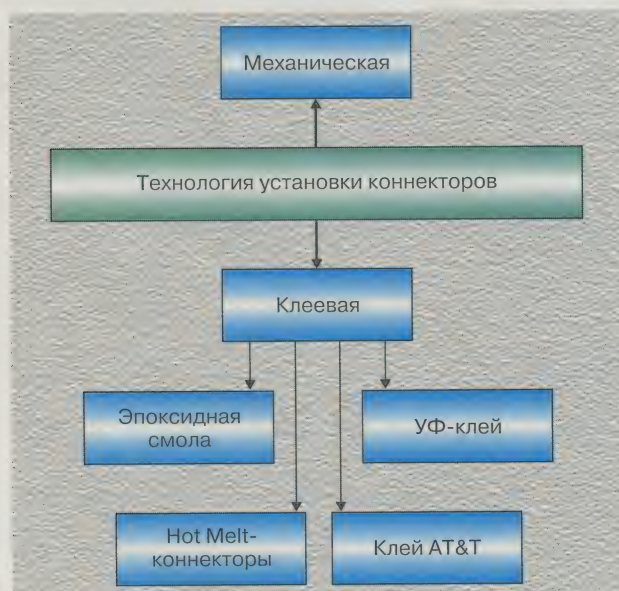 Механическая
Технология установки коннекторов
Клеевая
Эпоксидная
смола
УФ-клей
Hot Melt-
коннекторы
Клей AT&T